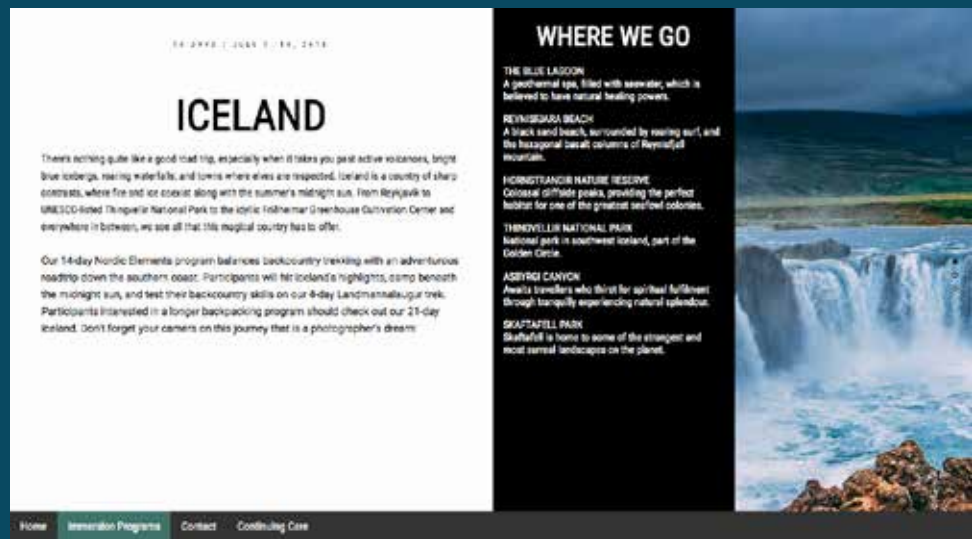 ICELAND
There's nothing quite like a good road trip, especially when it takes you past active volcanoes, bright
blue icebergs, roaring waterfalls, and towns where elves are respected. Iceland is a country of sharp
contrasts, where fire and ice coexist along with the summer's midnight sun. From Reykjavik to
UNESCO-listed Thingvellir National Park to the idyllic Greenhouse Cultivation Center and
everywhere in between, we see all that this magical country has to offer.
Our 14-day Nordic Elements program balances backcountry trekking with an adventurous
roadtrip down the southern coast. Participants will hit Iceland's highlights, camp beneath
the midnight sun, and test their backcountry skills on our 4-day Landmannalaugur trek.
Participants interested in a longer backpacking program should check out our 21-day
Iceland. Don't forget your camera on this journey that is a photographer's dream!
WHERE WE GO
THE BLUE LAGOON
A geothermal spa, filled with seawater, which is
believed to have natural healing powers.
REYNISFJARA BEACH
A black sand beach, surrounded by roaring surf, and
the hexagonal basalt columns of Reynisfjall
mountain.
HORNSTRANDIR NATURE RESERVE
Colossal cliffside peaks, providing the perfect
habitat for one of the greatest seafowl colonies.
THINGVELLIR NATIONAL PARK
National park in southwest Iceland, part of the
Golden Circle.
ASBYRGI CANYON
Awaits travellers who thirst for spiritual fulfilment
through tranquilly experiencing natural splendour.
SKAFTAFELL PARK
Skaftafell is home to some of the strangest and
most surreal landscapes on the planet.
Home Immersion Programs Contact Continuing Care